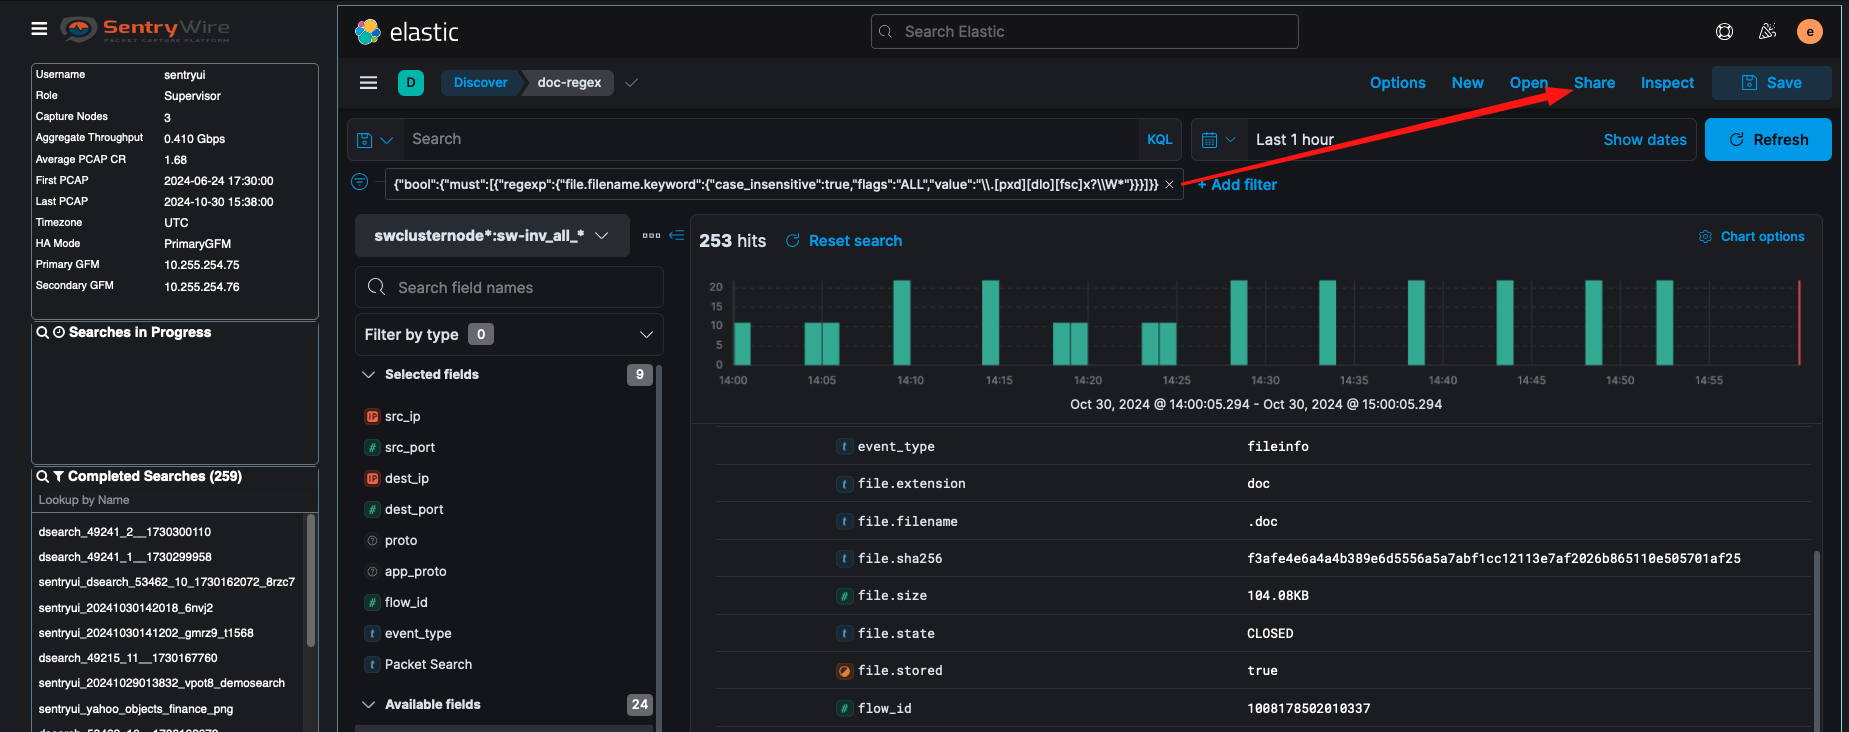 SentryWire
PACKET CAPTURE PLATFORM
Username sentryui
Role Supervisor
Capture Nodes 3
Aggregate Throughput 0.410 Gbps
Average PCAP CR 1.68
First PCAP 2024-06-24 17:30:00
Last PCAP 2024-10-30 15:38:00
Timezone UTC
HA Mode PrimaryGFM
Primary GFM 10.255.254.75
Secondary GFM 10.255.254.76
Searches in Progress
Completed Searches (259)
Lookup by Name
dsearch_49241_2__1730300110
dsearch_49241_1__1730299958
sentryui_dsearch_53462_10_1730162072_8rzc7
sentryui_20241030142018_6nvj2
sentryui_20241030141202_gmrz9_t1568
dsearch_49215_11__1730167760
sentryui_20241029013832_vpot8_demosearch
sentryui_yahoo_objects_finance_png
elastic
Search Elastic
e
D Discover doc-regex
Options New Open Share Inspect Save
Search KQL
Last 1 hour Show dates Refresh
{"bool":{"must":[{"regexp":{"file.filename.keyword":{"case_insensitive":true,"flags":"ALL","value":"\\.[pxd][dlo][fsc]x?\\W*"}}}]}} ×
+ Add filter
swclusternode*:sw-inv_all_*
Search field names
Filter by type 0
Selected fields 9
IP src_ip
# src_port
IP dest_ip
# dest_port
? proto
? app_proto
# flow_id
t event_type
t Packet Search
Available fields 24
253 hits Reset search
Chart options
20
15
10
5
0
14:00 14:05 14:10 14:15 14:20 14:25 14:30 14:35 14:40 14:45 14:50 14:55
Oct 30, 2024 @ 14:00:05.294 - Oct 30, 2024 @ 15:00:05.294
t event_type fileinfo
t file.extension doc
t file.filename .doc
t file.sha256 f3afe4e6a4a4b389e6d5556a5a7abf1cc12113e7af2026b865110e505701af25
# file.size 104.08KB
t file.state CLOSED
file.stored true
# flow_id 1008178502010337